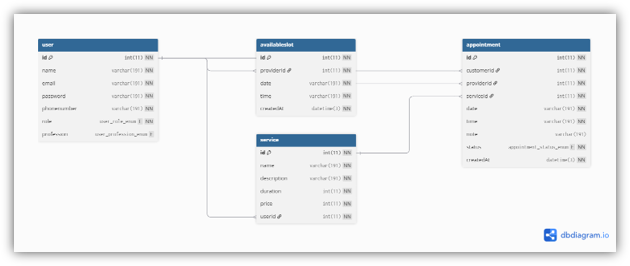 user
id int(11) NN
name varchar(191) NN
email varchar(191) NN
password varchar(191) NN
phonenumber varchar(191) NN
role user_role_enum E NN
profession user_profession_enum E
availableslot
id int(11) NN
providerId int(11) NN
date varchar(191) NN
time varchar(191) NN
createdAt datetime(3) NN
service
id int(11) NN
name varchar(191) NN
description varchar(191) NN
duration int(11) NN
price int(11) NN
userId int(11) NN
appointment
id int(11) NN
customerId int(11) NN
providerId int(11) NN
serviceId int(11) NN
date varchar(191) NN
time varchar(191) NN
note varchar(191)
status appointment_status_enum E NN
createdAt datetime(3) NN
dbdiagram.io